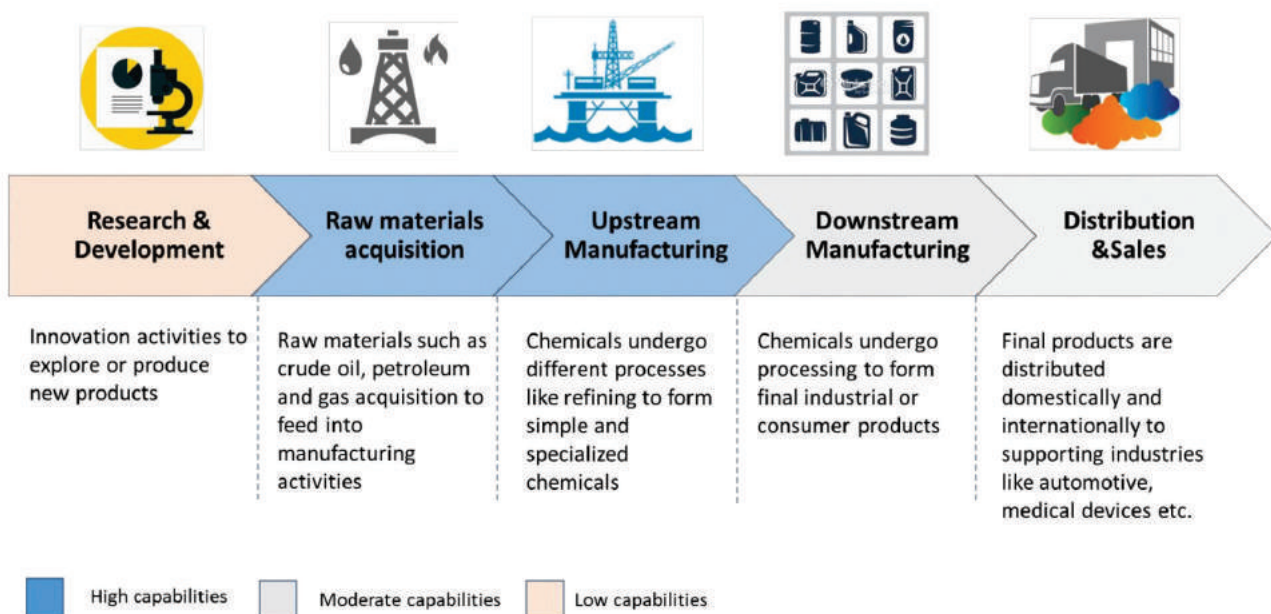 Research &
Development
Raw materials
acquisition
Upstream
Manufacturing
Downstream
Manufacturing
Distribution
&Sales
Innovation activities to
explore or produce
new products
Raw materials such as
crude oil, petroleum
and gas acquisition to
feed into
manufacturing
activities
Chemicals undergo
different processes
like refining to form
simple and
specialized
chemicals
Chemicals undergo
processing to form
final industrial or
consumer products
Final products are
distributed
domestically and
internationally to
supporting industries
like automotive,
medical devices etc.
High capabilities
Moderate capabilities
Low capabilities